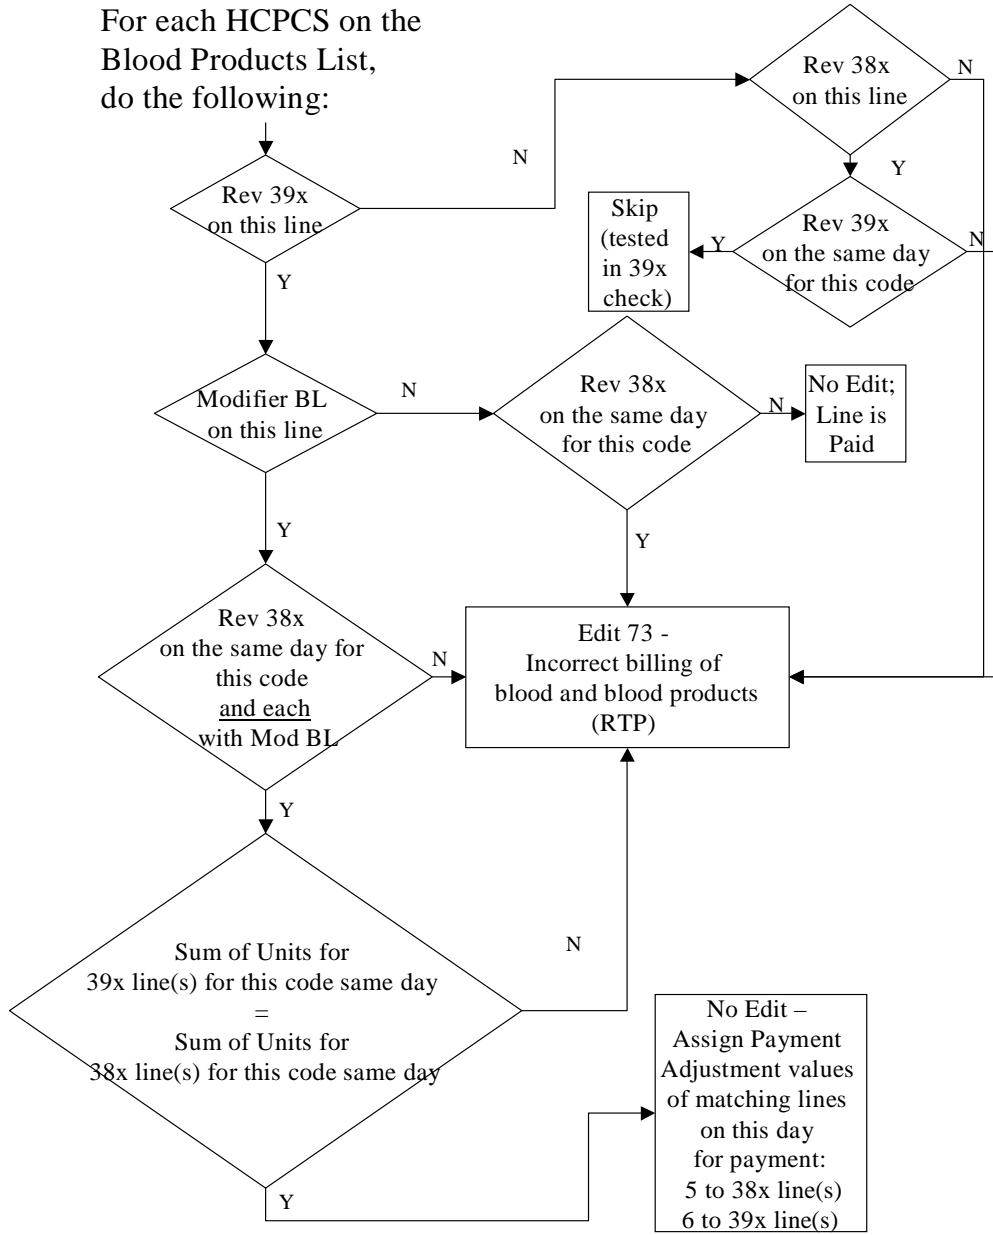 For each HCPCS on the
Blood Products List,
do the following:
Rev 38x
on this line
N
Y
N
Rev 39x
on this line
Y
Rev 39x
on the same day
for this code
N
Y
Skip
(tested
in 39x
check)
Modifier BL
on this line
N
Y
Rev 38x
on the same day
for this code
N
Y
No Edit;
Line is
Paid
Rev 38x
on the same day for
this code
and each
with Mod BL
N
Y
Edit 73 -
Incorrect billing of
blood and blood products
(RTP)
Sum of Units for
39x line(s) for this code same day
=
Sum of Units for
38x line(s) for this code same day
N
Y
No Edit –
Assign Payment
Adjustment values
of matching lines
on this day
for payment:
5 to 38x line(s)
6 to 39x line(s)